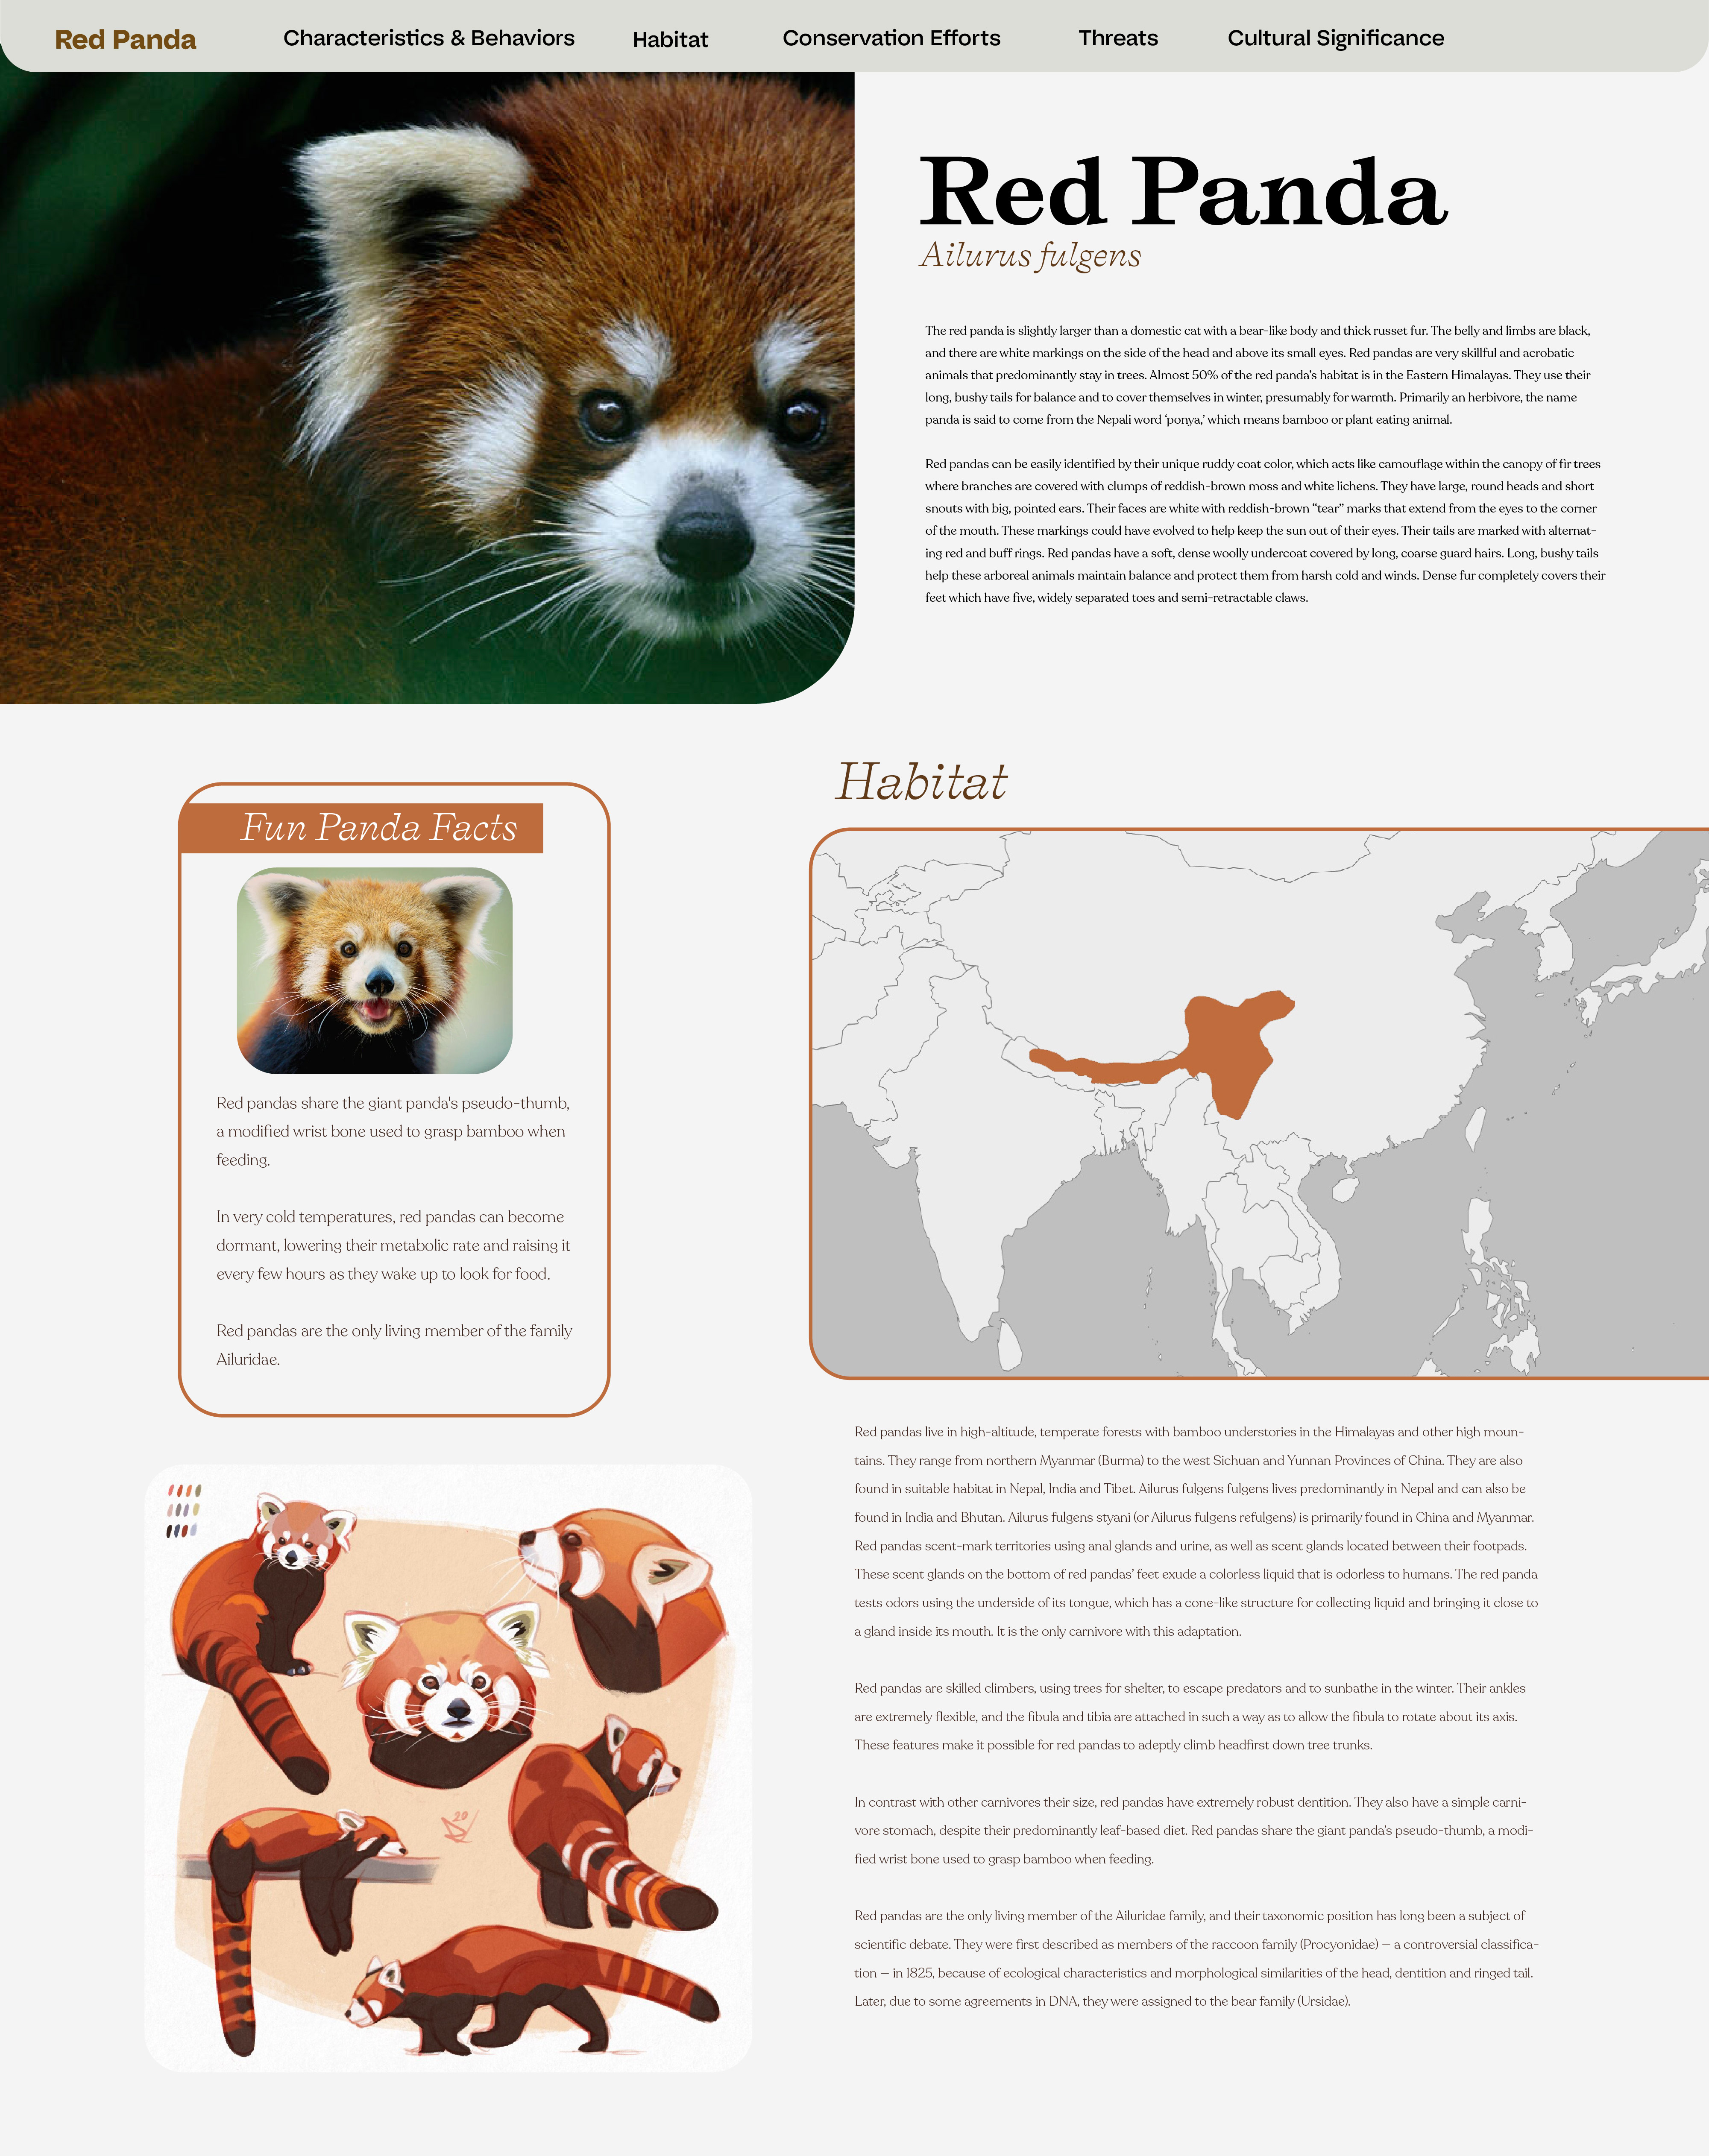 Red Panda
Characteristics & Behaviors
Habitat
Conservation Efforts
Threats
Cultural Significance
Red Panda
Ailurus fulgens
The red panda is slightly larger than a domestic cat with a bear-like body and thick russet fur. The belly and limbs are black,
and there are white markings on the side of the head and above its small eyes. Red pandas are very skillful and acrobatic
animals that predominantly stay in trees. Almost 50% of the red panda's habitat is in the Eastern Himalayas. They use their
long, bushy tails for balance and to cover themselves in winter, presumably for warmth. Primarily an herbivore, the name
panda is said to come from the Nepali word ‘ponya,’ which means bamboo or plant eating animal.
Red pandas can be easily identified by their unique ruddy coat color, which acts like camouflage within the canopy of fir trees
where branches are covered with clumps of reddish-brown moss and white lichens. They have large, round heads and short
snouts with big, pointed ears. Their faces are white with reddish-brown “tear” marks that extend from the eyes to the corner
of the mouth. These markings could have evolved to help keep the sun out of their eyes. Their tails are marked with alternat-
ing red and buff rings. Red pandas have a soft, dense woolly undercoat covered by long, coarse guard hairs. Long, bushy tails
help these arboreal animals maintain balance and protect them from harsh cold and winds. Dense fur completely covers their
feet which have five, widely separated toes and semi-retractable claws.
Fun Panda Facts
Red pandas share the giant panda's pseudo-thumb,
a modified wrist bone used to grasp bamboo when
feeding.
In very cold temperatures, red pandas can become
dormant, lowering their metabolic rate and raising it
every few hours as they wake up to look for food.
Red pandas are the only living member of the family
Ailuridae.
20
Habitat
Red pandas live in high-altitude, temperate forests with bamboo understories in the Himalayas and other high moun-
tains. They range from northern Myanmar (Burma) to the west Sichuan and Yunnan Provinces of China. They are also
found in suitable habitat in Nepal, India and Tibet. Ailurus fulgens fulgens lives predominantly in Nepal and can also be
found in India and Bhutan. Ailurus fulgens styani (or Ailurus fulgens refulgens) is primarily found in China and Myanmar.
Red pandas scent-mark territories using anal glands and urine, as well as scent glands located between their footpads.
These scent glands on the bottom of red pandas’ feet exude a colorless liquid that is odorless to humans. The red panda
tests odors using the underside of its tongue, which has a cone-like structure for collecting liquid and bringing it close to
a gland inside its mouth. It is the only carnivore with this adaptation.
Red pandas are skilled climbers, using trees for shelter, to escape predators and to sunbathe in the winter. Their ankles
are extremely flexible, and the fibula and tibia are attached in such a way as to allow the fibula to rotate about its axis.
These features make it possible for red pandas to adeptly climb headfirst down tree trunks.
In contrast with other carnivores their size, red pandas have extremely robust dentition. They also have a simple carni-
vore stomach, despite their predominantly leaf-based diet. Red pandas share the giant panda's pseudo-thumb, a modi-
fied wrist bone used to grasp bamboo when feeding.
Red pandas are the only living member of the Ailuridae family, and their taxonomic position has long been a subject of
scientific debate. They were first described as members of the raccoon family (Procyonidae) — a controversial classifica-
tion — in 1825, because of ecological characteristics and morphological similarities of the head, dentition and ringed tail.
Later, due to some agreements in DNA, they were assigned to the bear family (Ursidae).